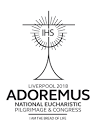 IHS
LIVERPOOL 2018
ADOREMUS
NATIONAL EUCHARISTIC
PILGRIMAGE & CONGRESS
I AM THE BREAD OF LIFE